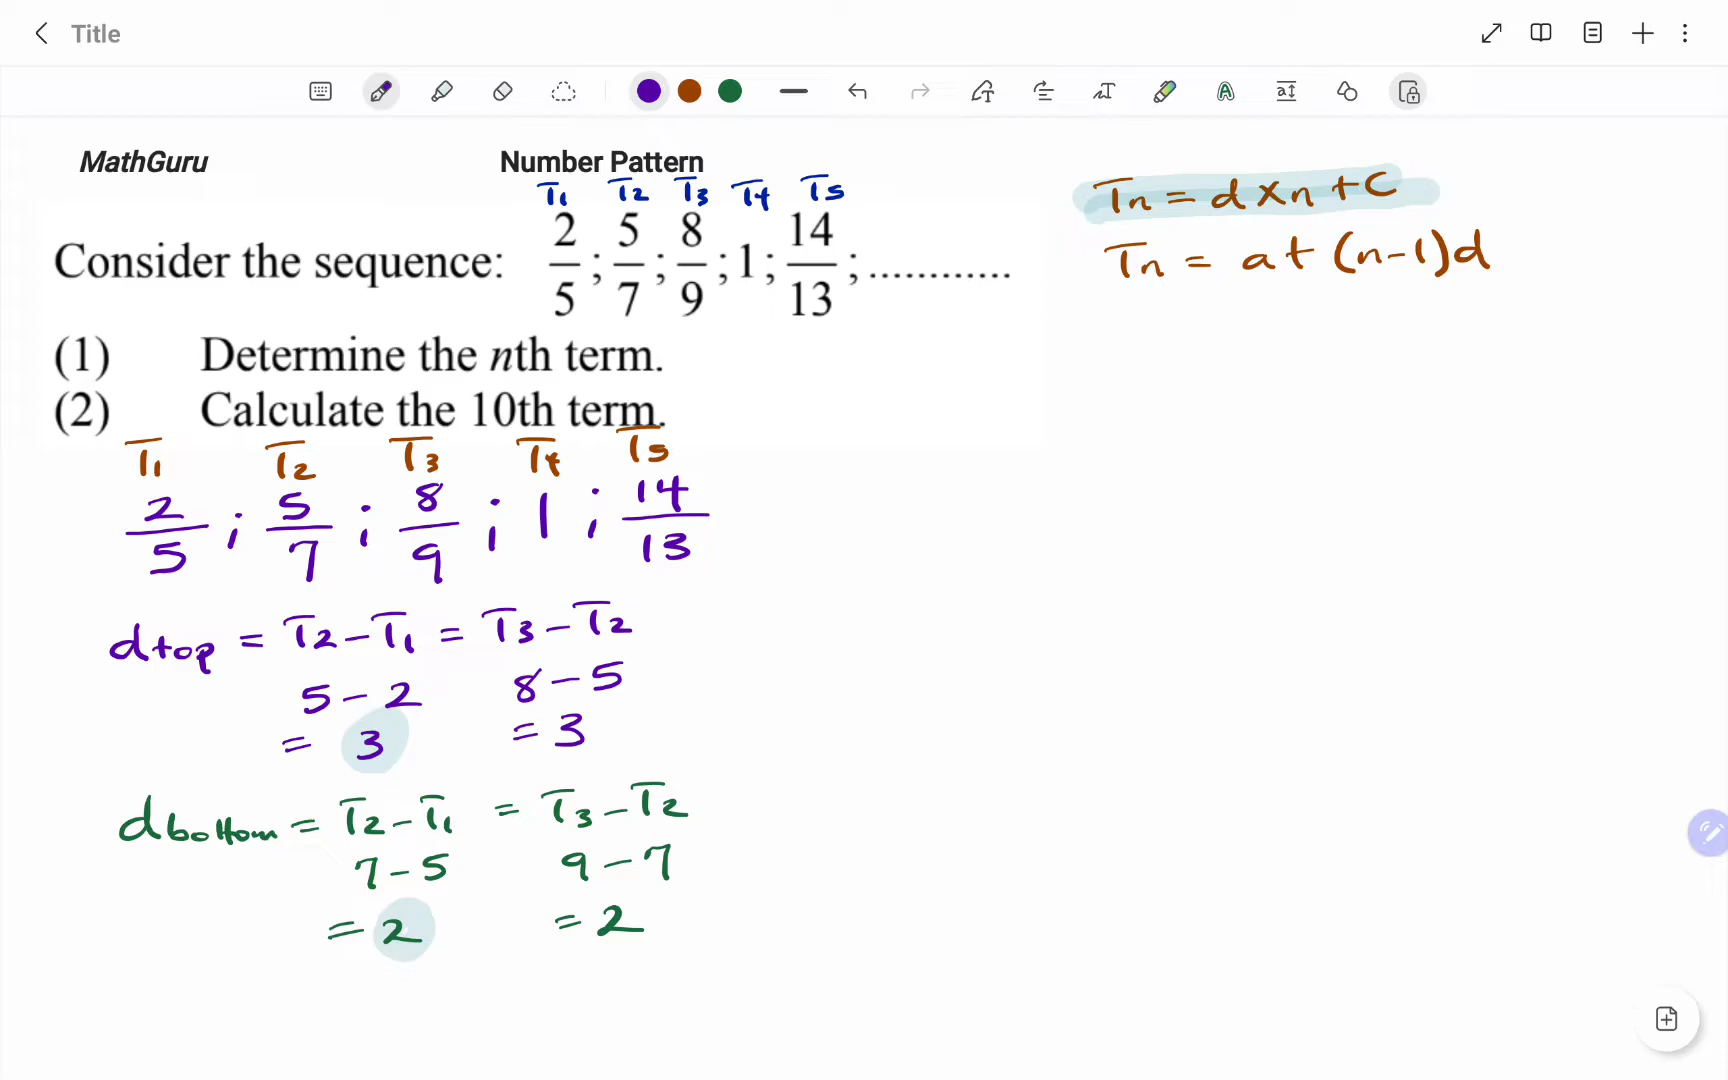 Title
MathGuru Number Pattern
T1 T2 T3 T4 T5
Consider the sequence: 2/5 ; 5/7 ; 8/9 ; 1 ; 14/13 ; ............
(1) Determine the nth term.
(2) Calculate the 10th term.
T1 T2 T3 T4 T5
2/5 ; 5/7 ; 8/9 ; 1 ; 14/13
dtop = T2 - T1 = T3 - T2
5 - 2 8 - 5
= 3 = 3
dbottom = T2 - T1 = T3 - T2
7 - 5 9 - 7
= 2 = 2
Tn = d x n + c
Tn = a + (n-1)d